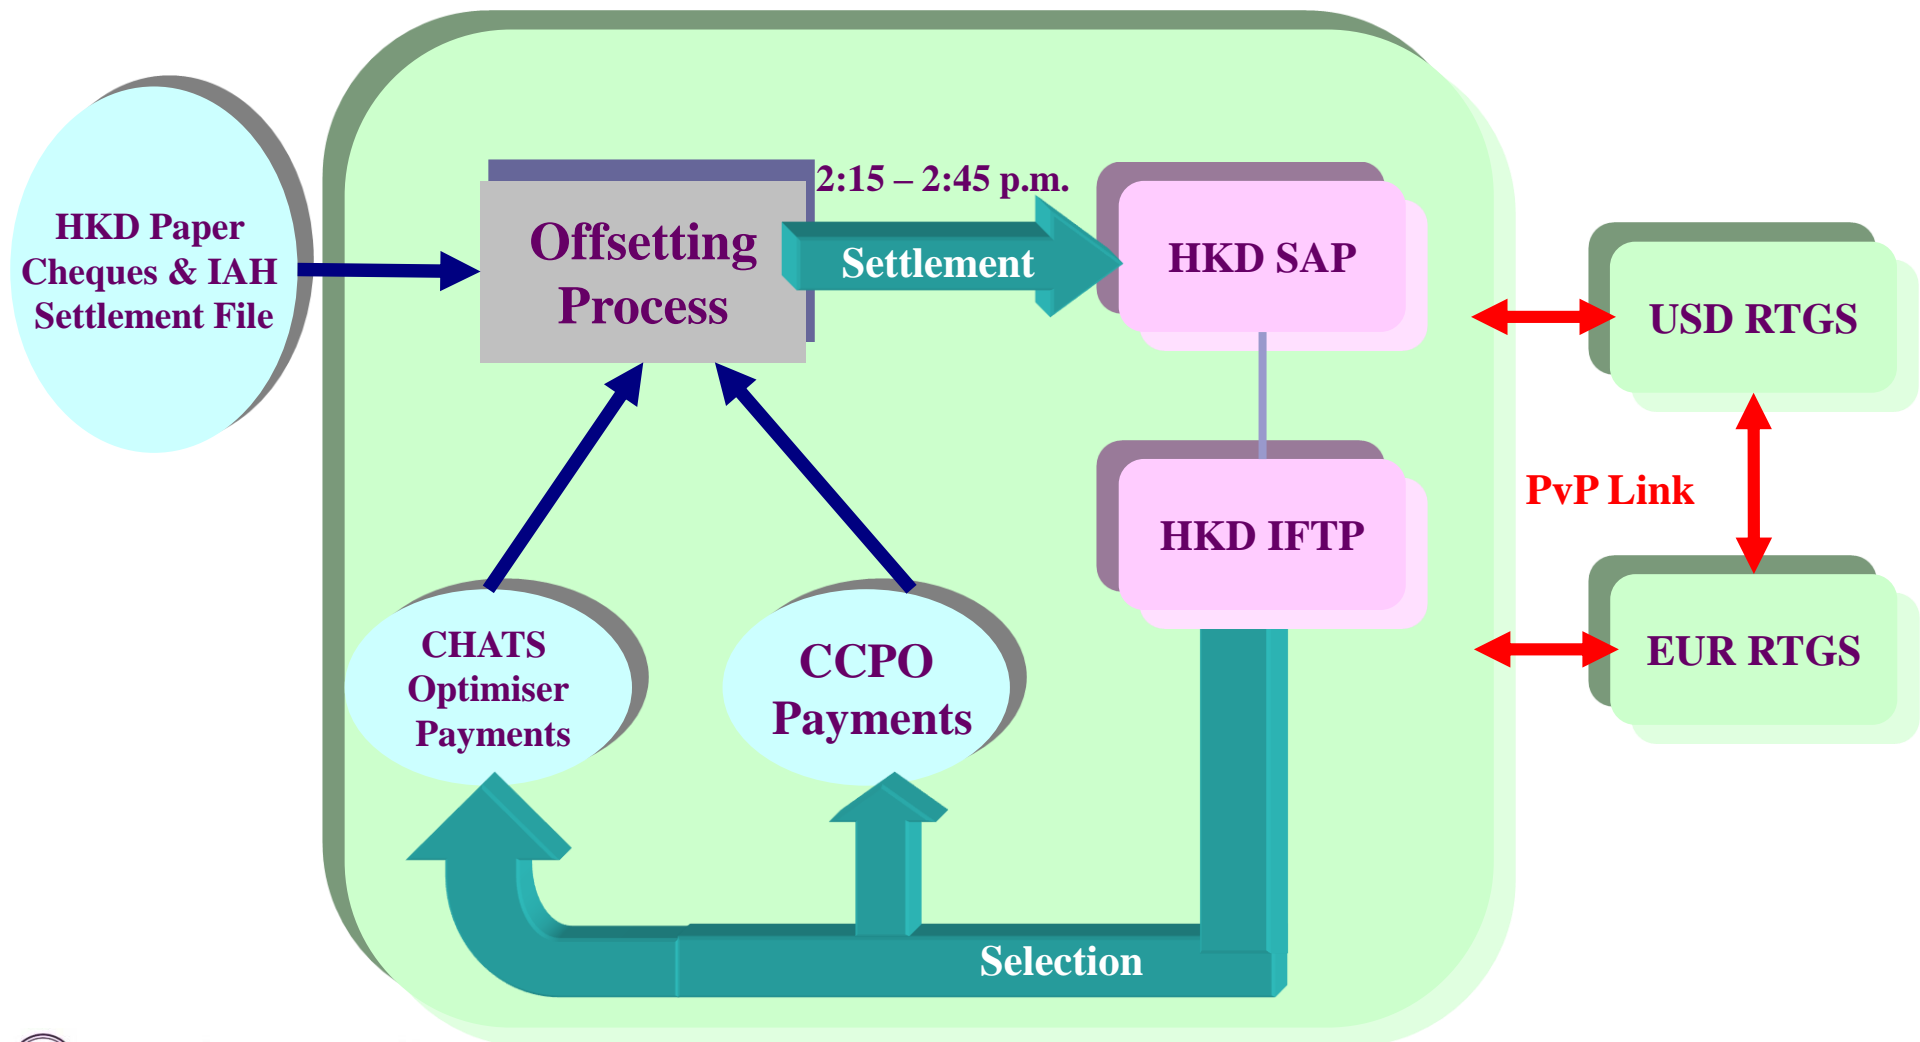 HKD Paper
Cheques & IAH
Settlement File
Offsetting
Process
2:15 – 2:45 p.m.
Settlement
HKD SAP
USD RTGS
HKD IFTP
PvP Link
EUR RTGS
CHATS
Optimiser
Payments
CCPO
Payments
Selection